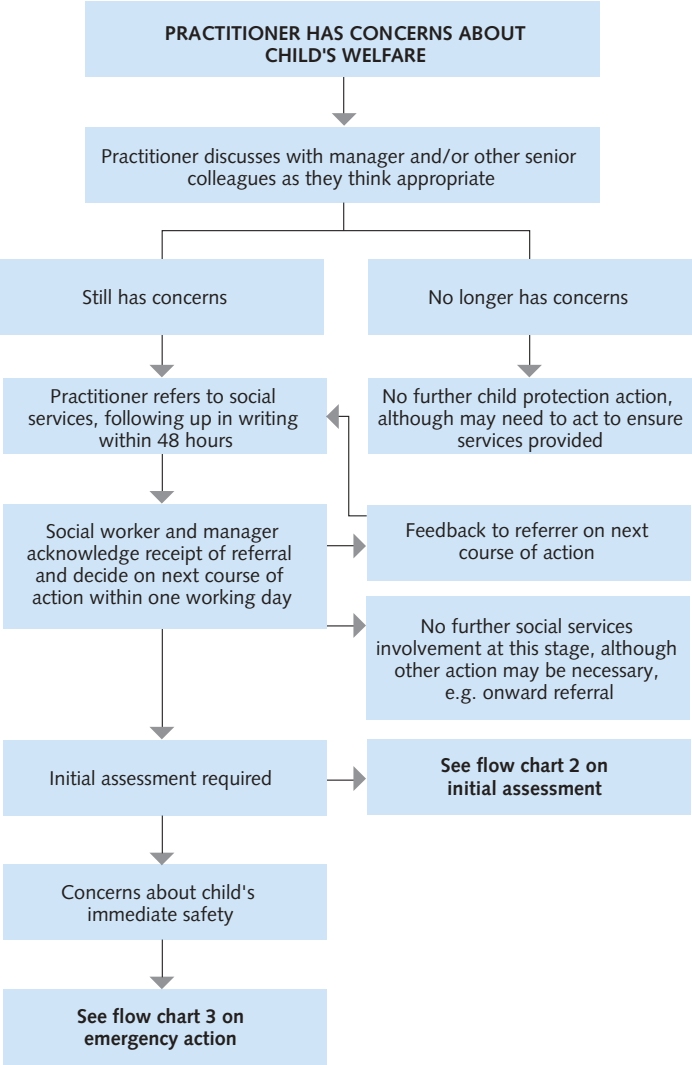 PRACTITIONER HAS CONCERNS ABOUT
CHILD'S WELFARE
Practitioner discusses with manager and/or other senior
colleagues as they think appropriate
Still has concerns
No longer has concerns
Practitioner refers to social
services, following up in writing
within 48 hours
No further child protection action,
although may need to act to ensure
services provided
Social worker and manager
acknowledge receipt of referral
and decide on next course of
action within one working day
Feedback to referrer on next
course of action
No further social services
involvement at this stage, although
other action may be necessary,
e.g. onward referral
Initial assessment required
See flow chart 2 on
initial assessment
Concerns about child's
immediate safety
See flow chart 3 on
emergency action